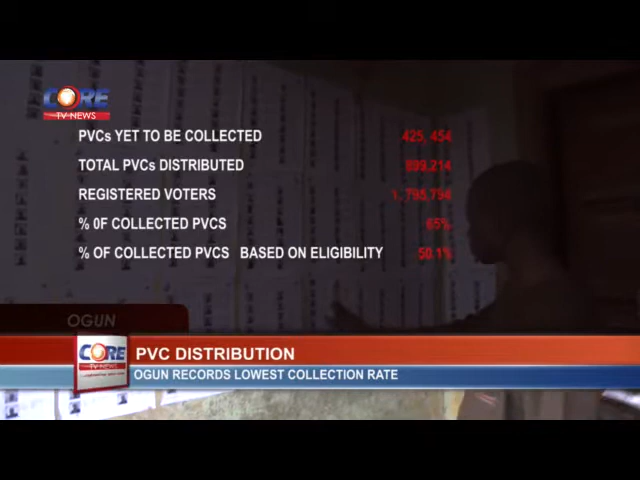 CORE
TV-NEWS
PVCs YET TO BE COLLECTED 425, 454
TOTAL PVCs DISTRIBUTED 899,214
REGISTERED VOTERS 1, 795,794
% 0F COLLECTED PVCS 65%
% OF COLLECTED PVCS BASED ON ELIGIBILITY 50.1%
OGUN
CORE
TV-NEWS
PVC DISTRIBUTION
OGUN RECORDS LOWEST COLLECTION RATE